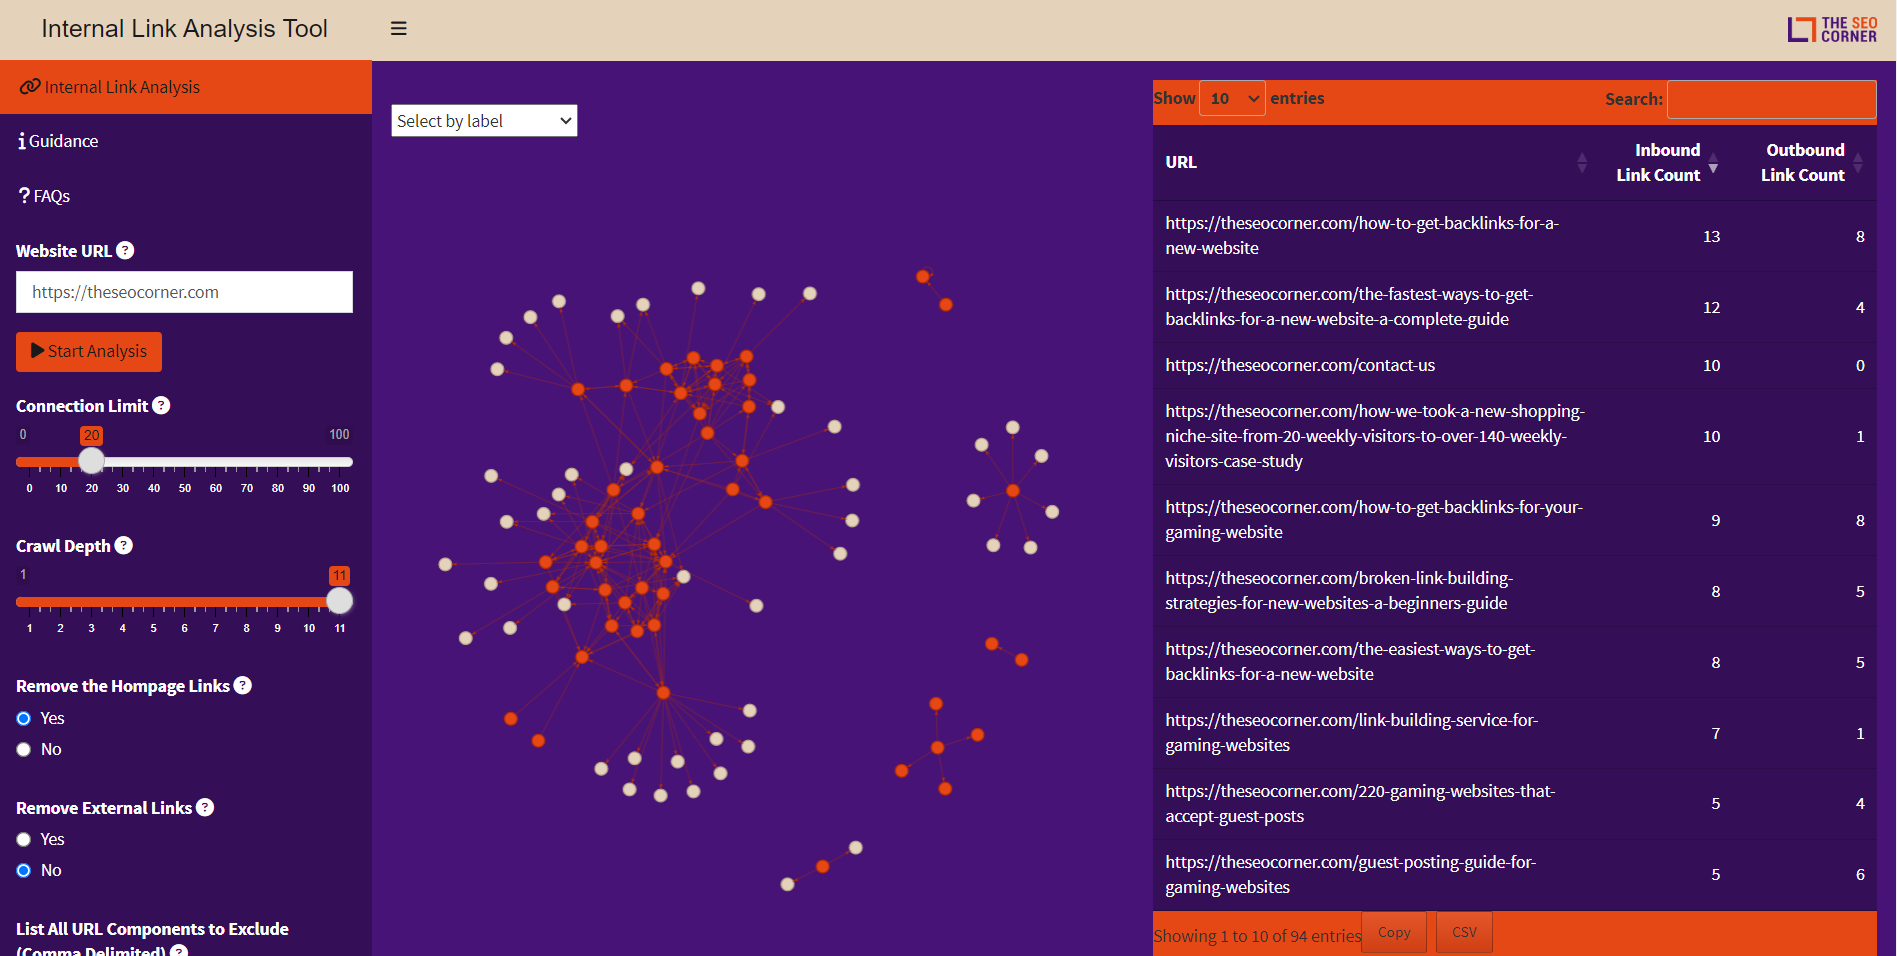 Internal Link Analysis Tool
THE SEO
CORNER
Internal Link Analysis
Guidance
FAQs
Website URL ?
https://theseocorner.com
Start Analysis
Connection Limit ?
0 20 100
0 10 20 30 40 50 60 70 80 90 100
Crawl Depth ?
1 11
1 2 3 4 5 6 7 8 9 10 11
Remove the Hompage Links ?
Yes
No
Remove External Links ?
Yes
No
List All URL Components to Exclude
(Comma Delimited) ?
Select by label
Show 10 entries Search:
URL Inbound Link Count Outbound Link Count
https://theseocorner.com/how-to-get-backlinks-for-a-
new-website 13 8
https://theseocorner.com/the-fastest-ways-to-get-
backlinks-for-a-new-website-a-complete-guide 12 4
https://theseocorner.com/contact-us 10 0
https://theseocorner.com/how-we-took-a-new-shopping-
niche-site-from-20-weekly-visitors-to-over-140-weekly- 10 1
visitors-case-study
https://theseocorner.com/how-to-get-backlinks-for-your-
gaming-website 9 8
https://theseocorner.com/broken-link-building-
strategies-for-new-websites-a-beginners-guide 8 5
https://theseocorner.com/the-easiest-ways-to-get-
backlinks-for-a-new-website 8 5
https://theseocorner.com/link-building-service-for-
gaming-websites 7 1
https://theseocorner.com/220-gaming-websites-that-
accept-guest-posts 5 4
https://theseocorner.com/guest-posting-guide-for-
gaming-websites 5 6
Showing 1 to 10 of 94 entries Copy CSV